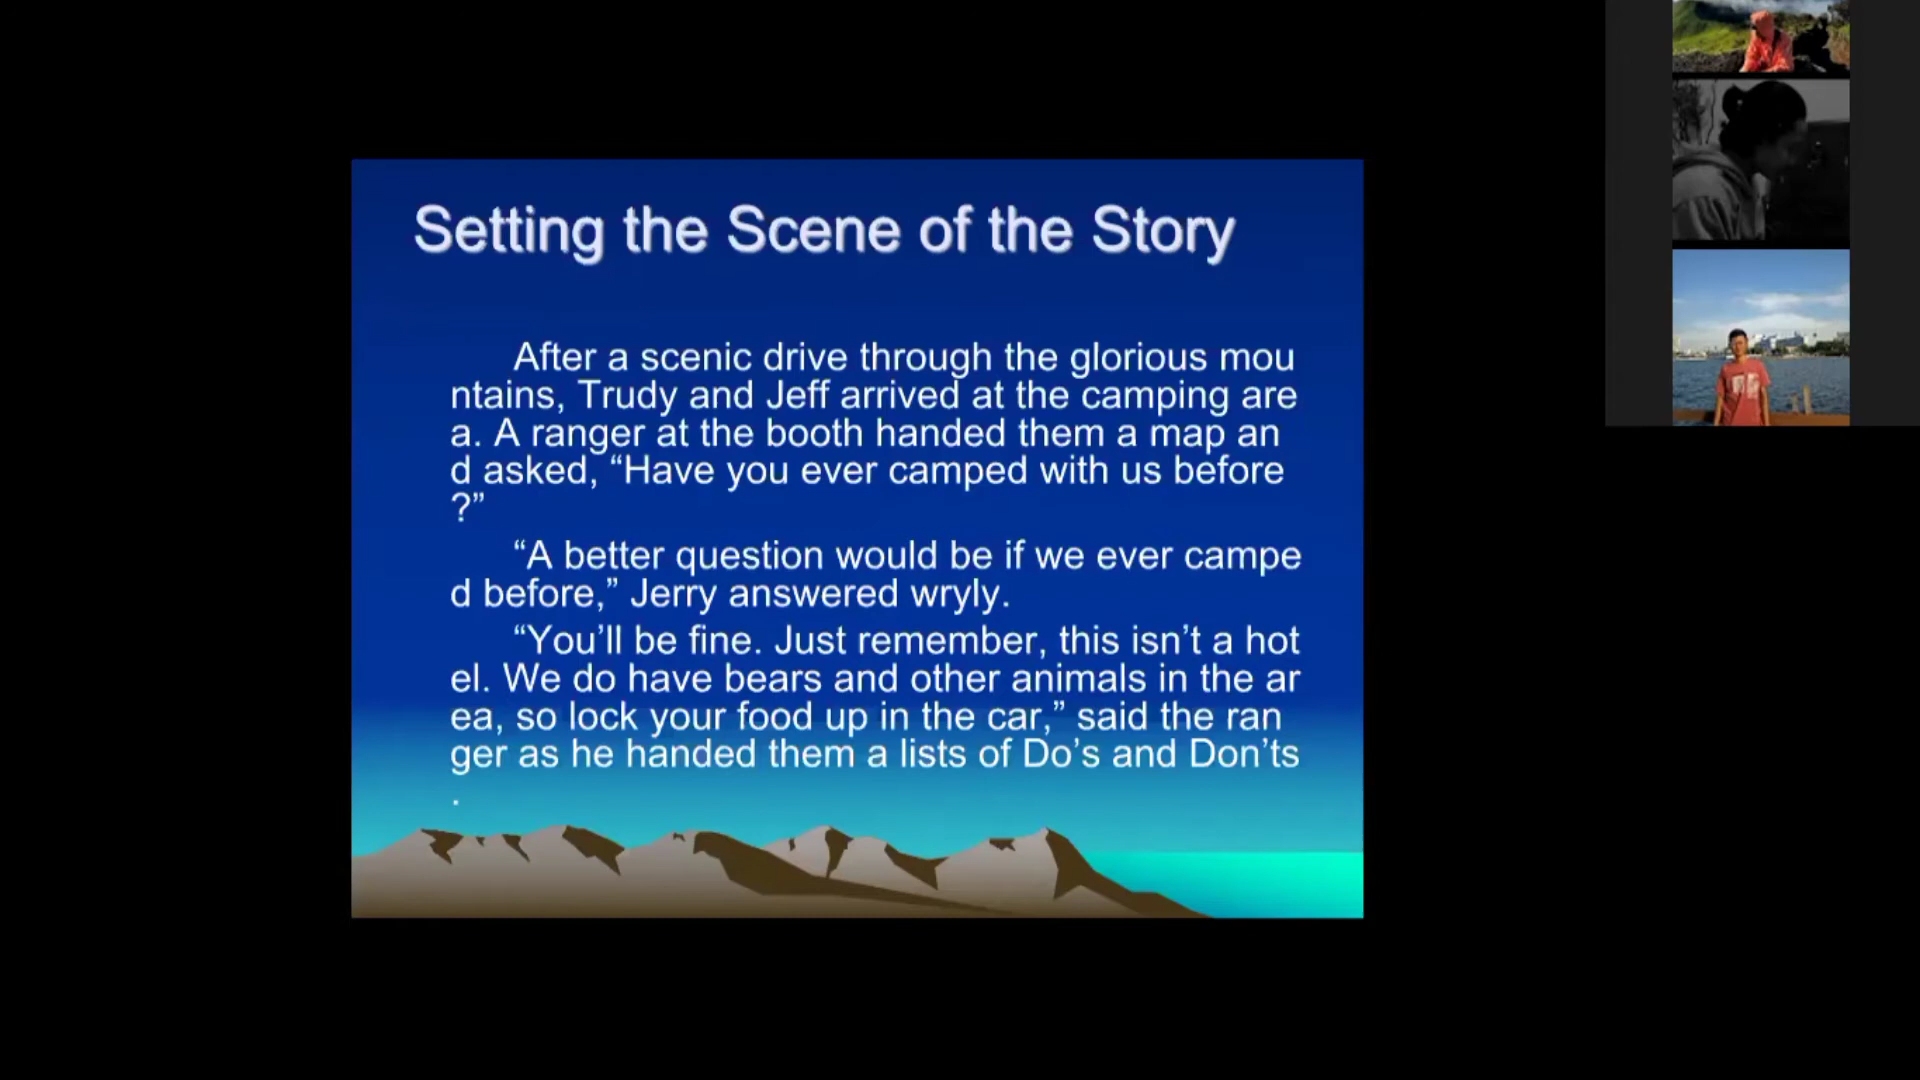 Setting the Scene of the Story
After a scenic drive through the glorious mou
ntains, Trudy and Jeff arrived at the camping are
a. A ranger at the booth handed them a map an
d asked, “Have you ever camped with us before
?”
“A better question would be if we ever campe
d before,” Jerry answered wryly.
“You’ll be fine. Just remember, this isn’t a hot
el. We do have bears and other animals in the ar
ea, so lock your food up in the car,” said the ran
ger as he handed them a lists of Do’s and Don’ts
.